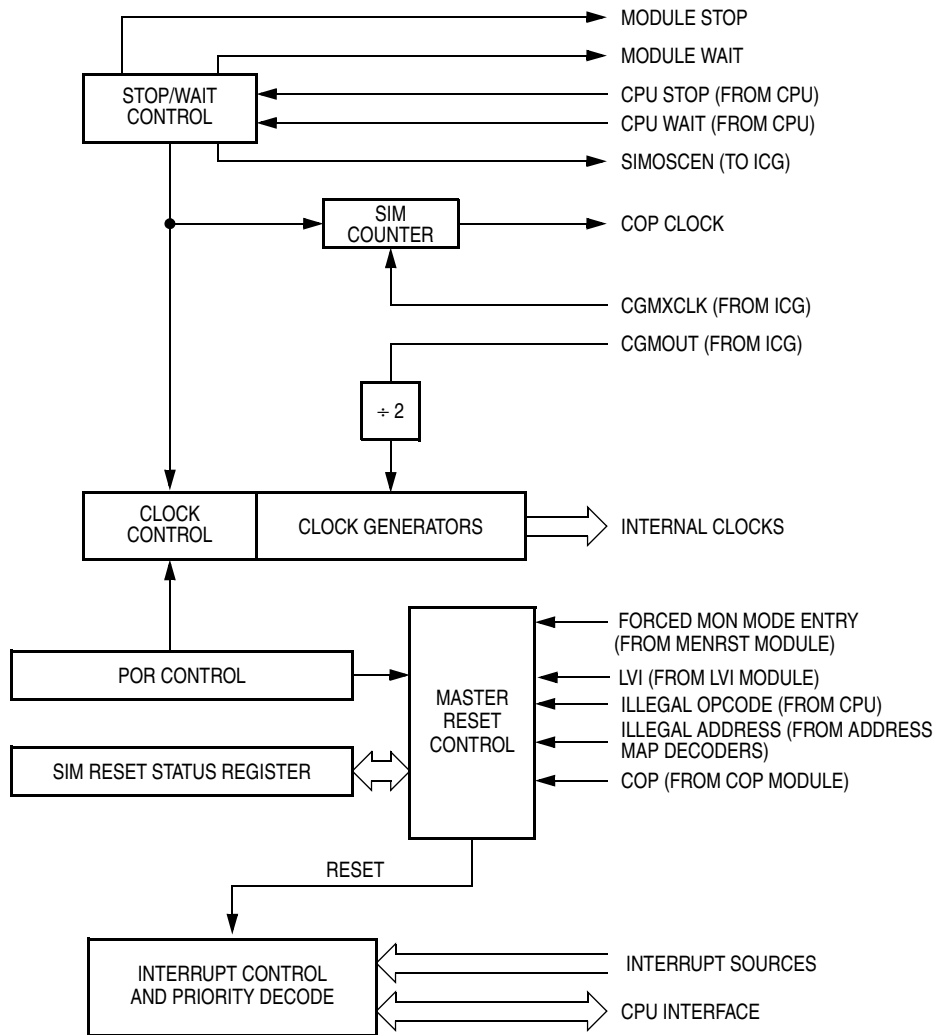 MODULE STOP
MODULE WAIT
STOP/WAIT
CONTROL
CPU STOP (FROM CPU)
CPU WAIT (FROM CPU)
SIMOSCEN (TO ICG)
SIM
COUNTER
COP CLOCK
CGMXCLK (FROM ICG)
CGMOUT (FROM ICG)
÷ 2
CLOCK
CONTROL
CLOCK GENERATORS
INTERNAL CLOCKS
FORCED MON MODE ENTRY
(FROM MENRST MODULE)
POR CONTROL
LVI (FROM LVI MODULE)
MASTER
RESET
CONTROL
ILLEGAL OPCODE (FROM CPU)
ILLEGAL ADDRESS (FROM ADDRESS
MAP DECODERS)
SIM RESET STATUS REGISTER
COP (FROM COP MODULE)
RESET
INTERRUPT CONTROL
AND PRIORITY DECODE
INTERRUPT SOURCES
CPU INTERFACE